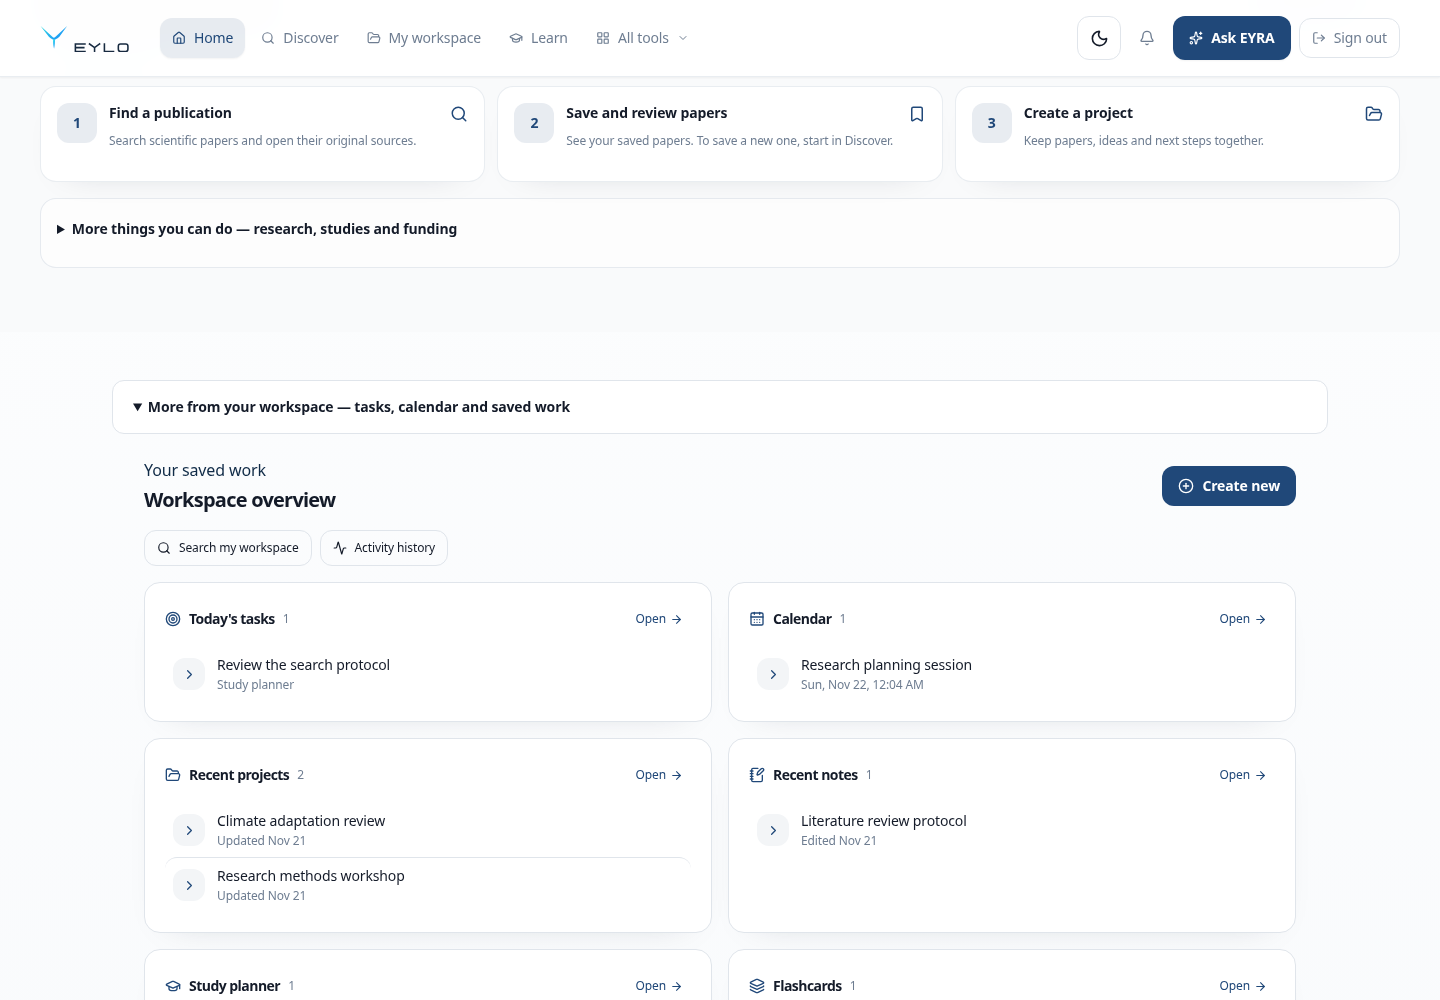 EYLO
Home
Discover
My workspace
Learn
All tools
Ask EYRA
Sign out
1
Find a publication
Search scientific papers and open their original sources.
2
Save and review papers
See your saved papers. To save a new one, start in Discover.
3
Create a project
Keep papers, ideas and next steps together.
More things you can do — research, studies and funding
More from your workspace — tasks, calendar and saved work
Your saved work
Workspace overview
Create new
Search my workspace
Activity history
Today's tasks 1
Open
Review the search protocol
Study planner
Calendar 1
Open
Research planning session
Sun, Nov 22, 12:04 AM
Recent projects 2
Open
Climate adaptation review
Updated Nov 21
Research methods workshop
Updated Nov 21
Recent notes 1
Open
Literature review protocol
Edited Nov 21
Study planner 1
Open
Flashcards 1
Open